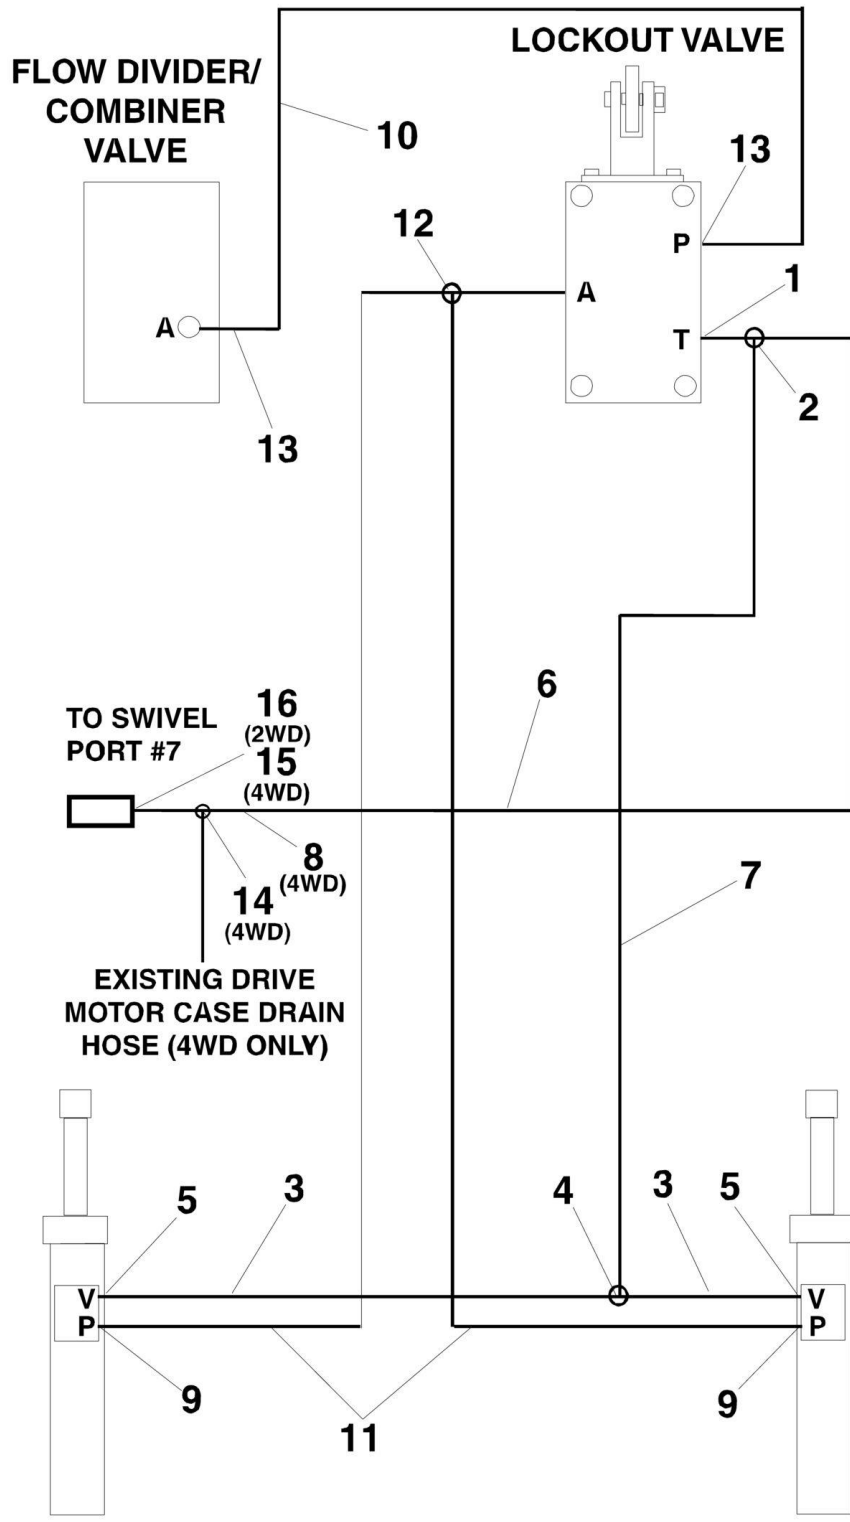 LOCKOUT VALVE
FLOW DIVIDER/
COMBINER
VALVE
10
13
12
P
1
A
A
T
2
13
6
TO SWIVEL
PORT #7
16
(2WD)
15
(4WD)
8
(4WD)
14
(4WD)
7
EXISTING DRIVE
MOTOR CASE DRAIN
HOSE (4WD ONLY)
5
3
4
3
5
V
P
V
P
9
11
9